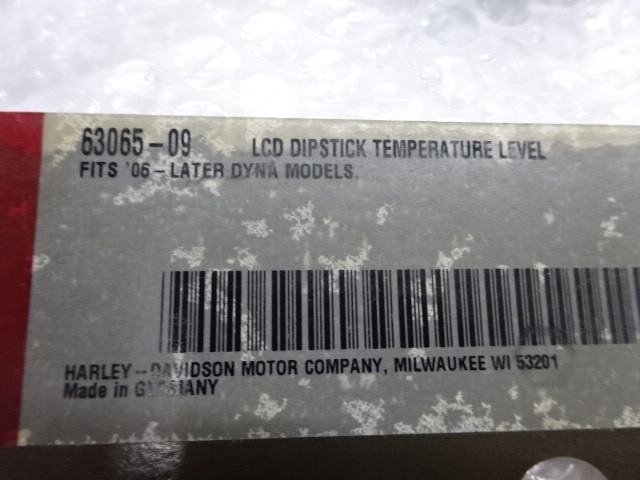 63065-09 LCD DIPSTICK TEMPERATURE LEVEL
FITS '06-LATER DYNA MODELS.
HARLEY-DAVIDSON MOTOR COMPANY, MILWAUKEE WI 53201
Made in GERMANY